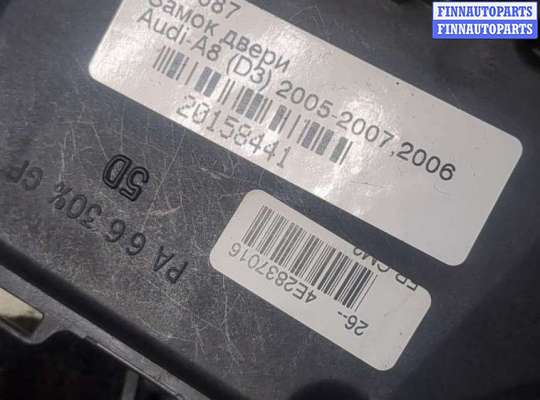 FINNAUTOPARTS
FINNAUTOPARTS
587
Замок двери
Audi-A8 (D3) 2005-2007,2006
20158441
5D
PA 6 6 30% GF
4E2837016
26--